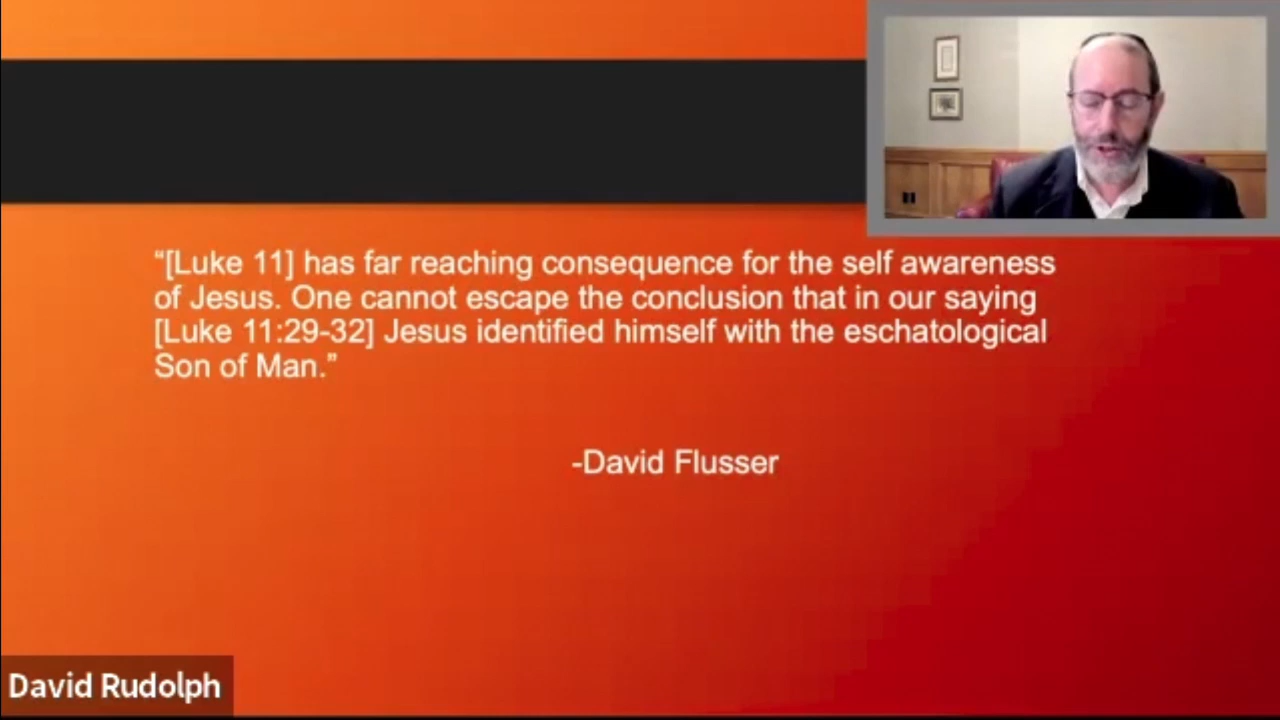 “[Luke 11] has far reaching consequence for the self awareness
of Jesus. One cannot escape the conclusion that in our saying
[Luke 11:29-32] Jesus identified himself with the eschatological
Son of Man.”
-David Flusser
David Rudolph